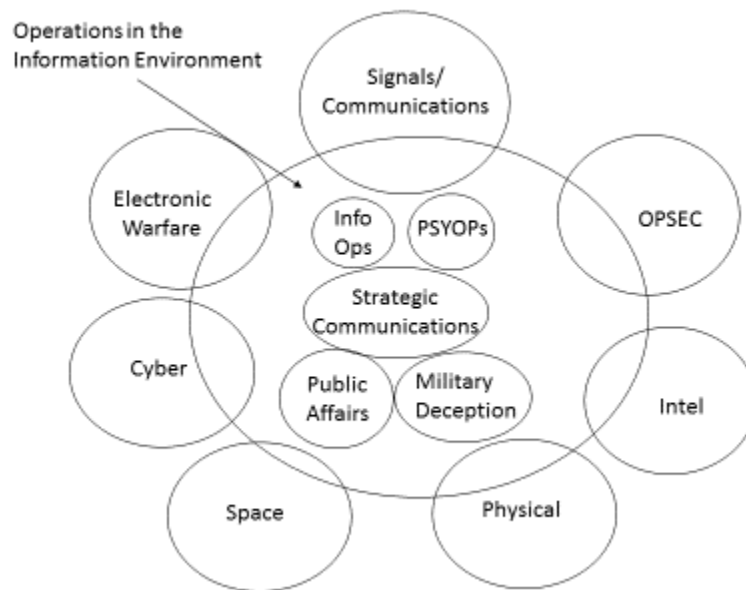 Operations in the
Information Environment
Signals/
Communications
Electronic
Warfare
Info
Ops
PSYOPs
OPSEC
Strategic
Communications
Cyber
Public
Affairs
Military
Deception
Intel
Space
Physical